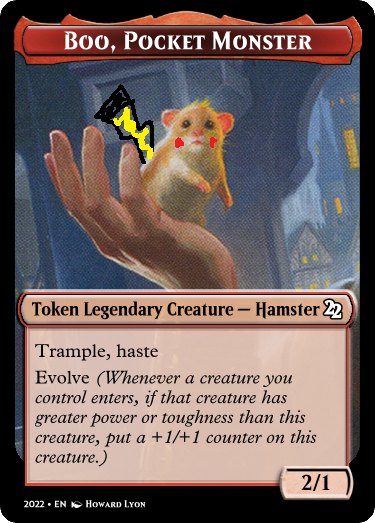 Boo, Pocket Monster
Token Legendary Creature — Hamster
Trample, haste
Evolve (Whenever a creature you
control enters, if that creature has
greater power or toughness than this
creature, put a +1/+1 counter on this
creature.)
2/1
2022 • EN Howard Lyon